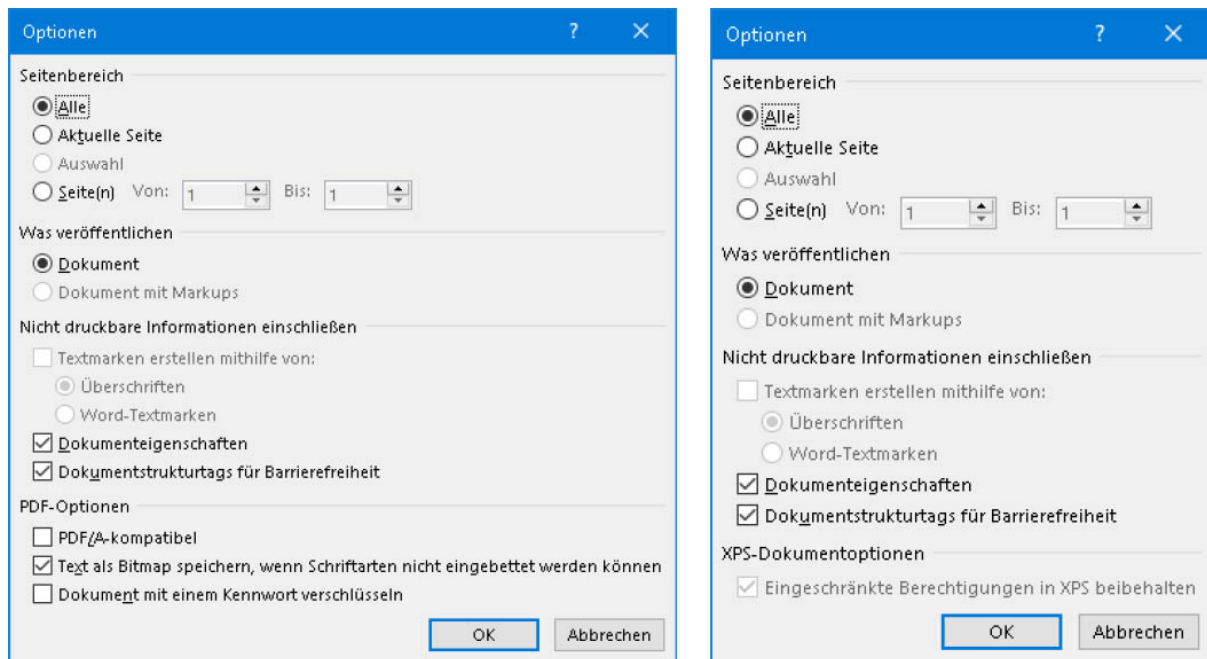 Optionen ?
Seitenbereich
Alle
Aktuelle Seite
Auswahl
Seite(n) Von: 1 Bis: 1
Was veröffentlichen
Dokument
Dokument mit Markups
Nicht druckbare Informationen einschließen
Textmarken erstellen mithilfe von:
Überschriften
Word-Textmarken
Dokumenteigenschaften
Dokumentstrukturtags für Barrierefreiheit
PDF-Optionen
PDF/A-kompatibel
Text als Bitmap speichern, wenn Schriftarten nicht eingebettet werden können
Dokument mit einem Kennwort verschlüsseln
OK Abbrechen
Optionen ?
Seitenbereich
Alle
Aktuelle Seite
Auswahl
Seite(n) Von: 1 Bis: 1
Was veröffentlichen
Dokument
Dokument mit Markups
Nicht druckbare Informationen einschließen
Textmarken erstellen mithilfe von:
Überschriften
Word-Textmarken
Dokumenteigenschaften
Dokumentstrukturtags für Barrierefreiheit
XPS-Dokumentoptionen
Eingeschränkte Berechtigungen in XPS beibehalten
OK Abbrechen